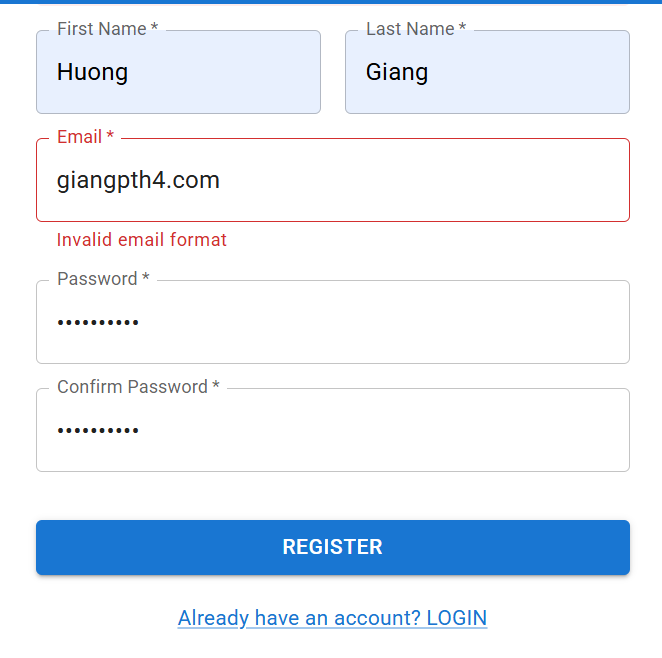 First Name * Last Name *
Huong Giang
Email *
giangpth4.com
Invalid email format
Password *
••••••••••
Confirm Password *
••••••••••
REGISTER
Already have an account? LOGIN